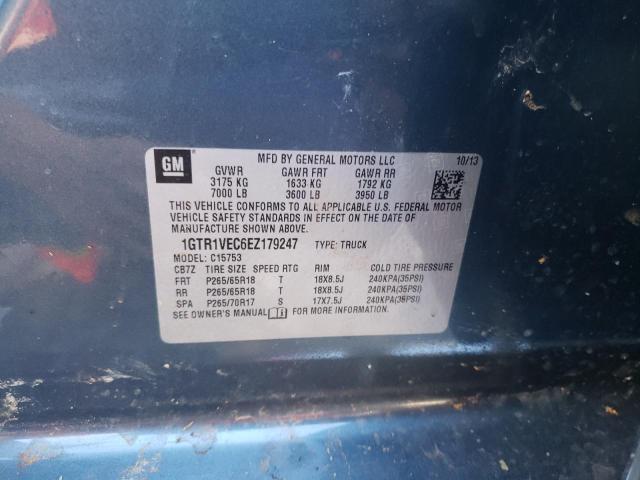 GM
MFD BY GENERAL MOTORS LLC 10/13
GVWR GAWR FRT GAWR RR
3175 KG 1633 KG 1792 KG
7000 LB 3600 LB 3950 LB
THIS VEHICLE CONFORMS TO ALL APPLICABLE U.S. FEDERAL MOTOR
VEHICLE SAFETY STANDARDS IN EFFECT ON THE DATE OF
MANUFACTURE SHOWN ABOVE.
1GTR1VEC6EZ179247 TYPE: TRUCK
MODEL: C15753
CB7Z TIRE SIZE SPEED RTG RIM COLD TIRE PRESSURE
FRT P265/65R18 T 18X8.5J 240KPA(35PSI)
RR P265/65R18 T 18X8.5J 240KPA(35PSI)
SPA P265/70R17 S 17X7.5J 240KPA(35PSI)
SEE OWNER'S MANUAL FOR MORE INFORMATION.